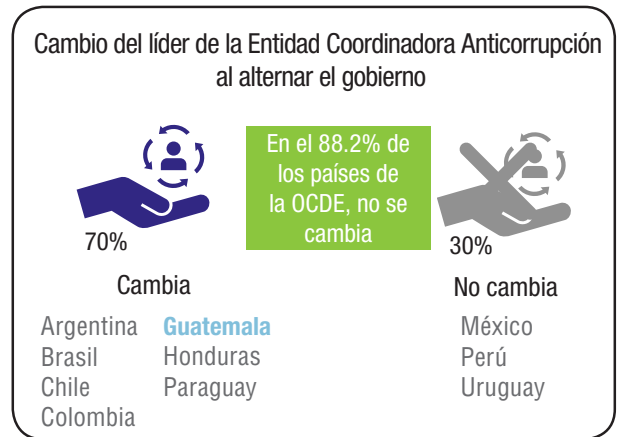 Cambio del líder de la Entidad Coordinadora Anticorrupción
al alternar el gobierno
70%
En el 88.2% de
los países de
la OCDE, no se
cambia
30%
Cambia
Argentina
Brasil
Chile
Colombia
Guatemala
Honduras
Paraguay
No cambia
México
Perú
Uruguay